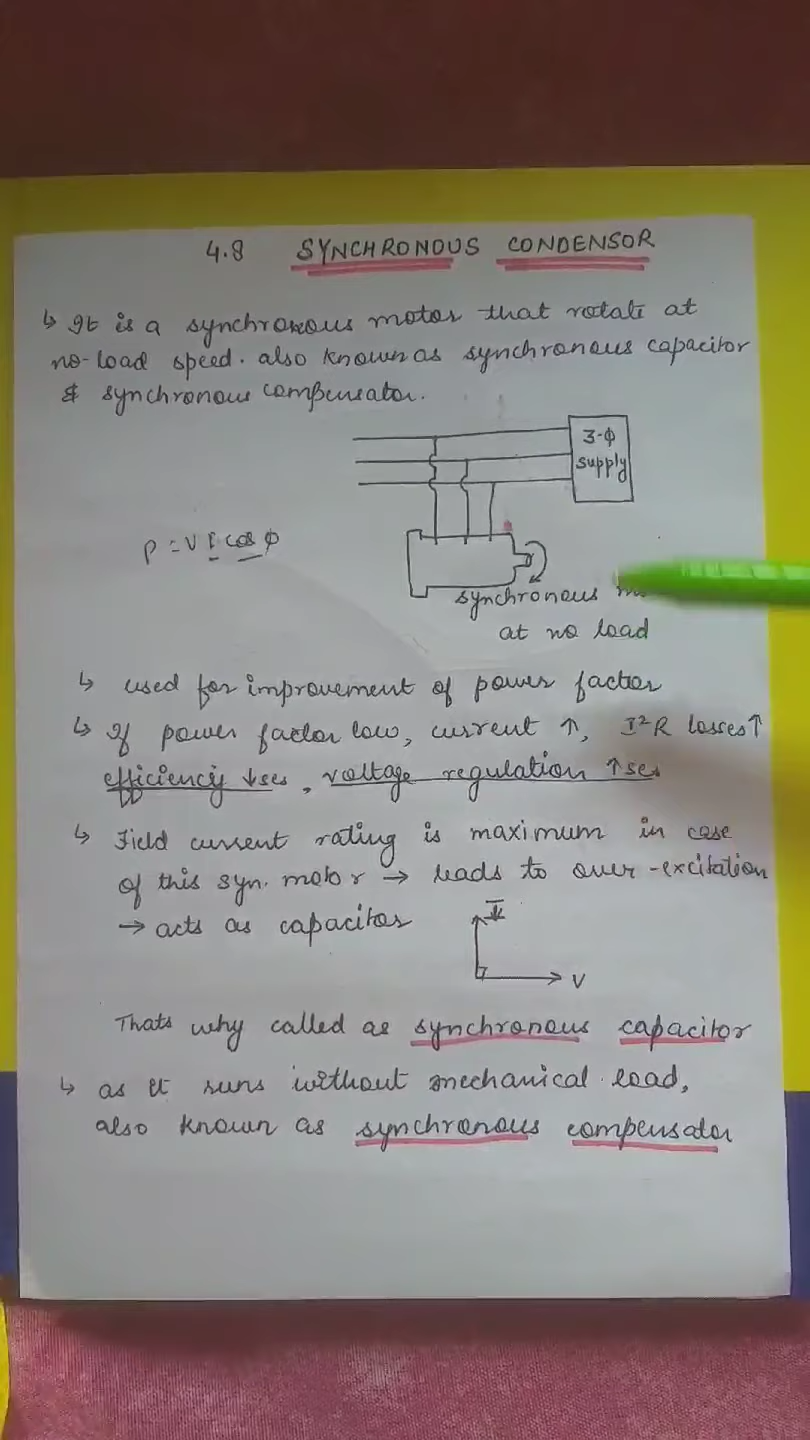 4.8 SYNCHRONOUS CONDENSOR
↳ It is a synchronous motor that rotate at
no-load speed. also known as synchronous capacitor
& synchronous compensator.
3-φ
supply
P = V I cos φ
synchronous
at no load
↳ used for improvement of power factor
↳ If power factor low, current ↑, I²R losses↑
efficiency ↓ses, voltage regulation ↑ses
↳ Field current rating is maximum in case
of this syn. motor → leads to over-excitation
→ acts as capacitor
V
Thats why called as synchronous capacitor
↳ as it runs without mechanical load,
also known as synchronous compensator